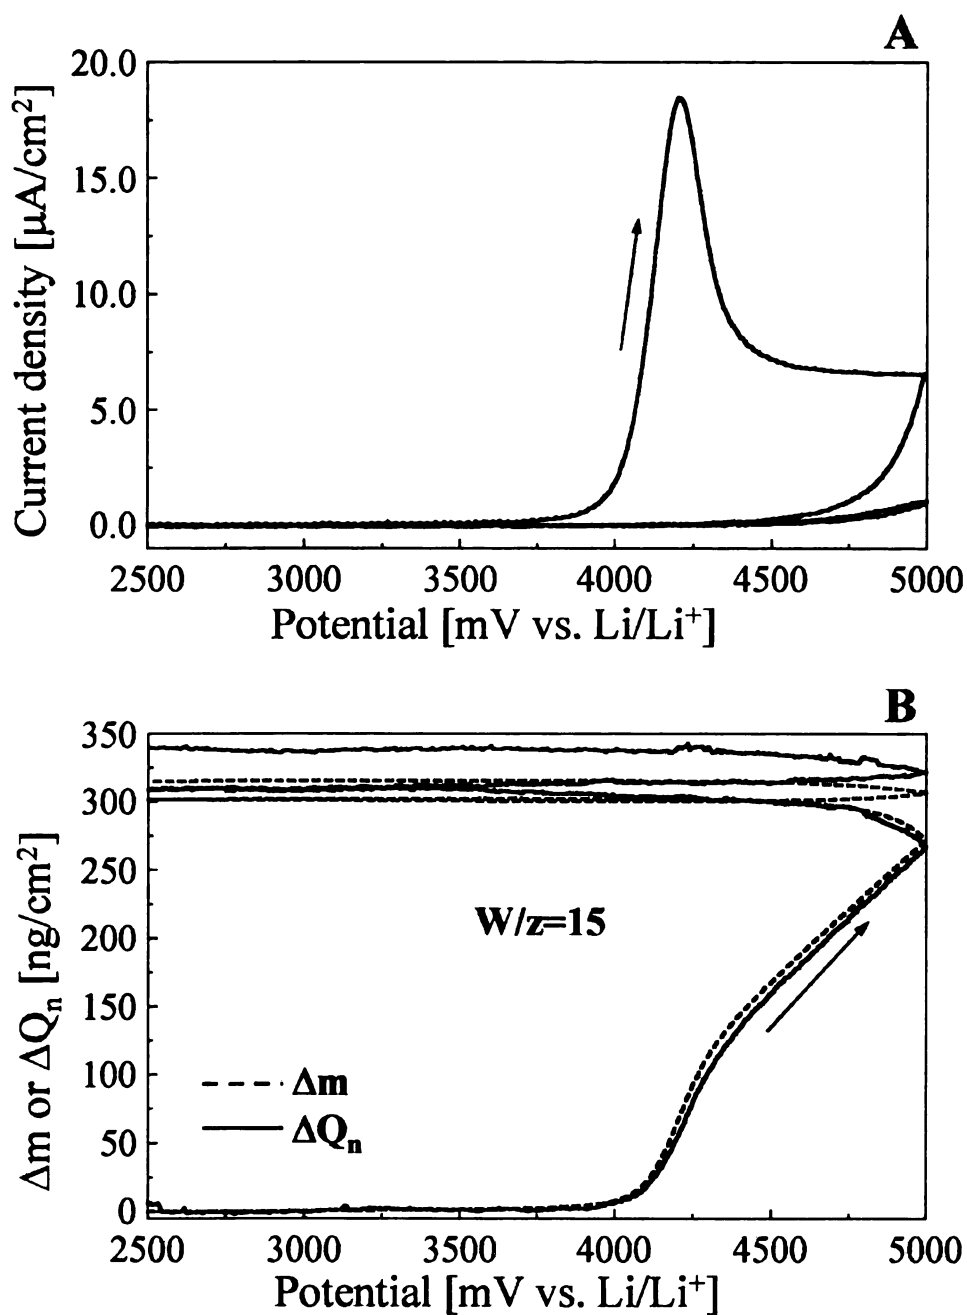 A
20.0
15.0
10.0
5.0
0.0
Current density [μA/cm²]
2500 3000 3500 4000 4500 5000
Potential [mV vs. Li/Li⁺]
B
350
300
250
200
150
100
50
0
Δm or ΔQₙ [ng/cm²]
W/z=15
Δm
ΔQₙ
2500 3000 3500 4000 4500 5000
Potential [mV vs. Li/Li⁺]